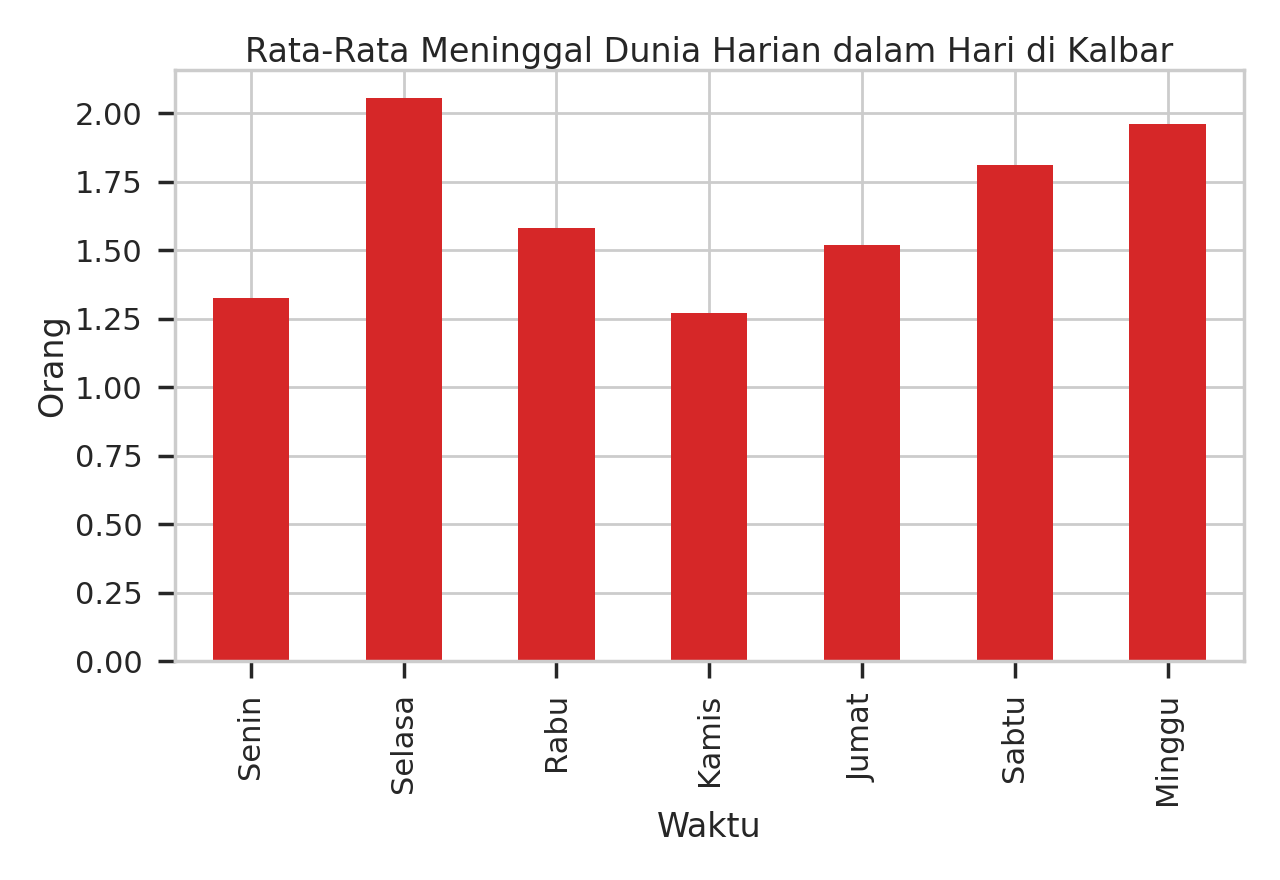 Rata-Rata Meninggal Dunia Harian dalam Hari di Kalbar
2.00
1.75
1.50
1.25
1.00
0.75
0.50
0.25
0.00
Orang
Senin
Selasa
Rabu
Kamis
Jumat
Sabtu
Minggu
Waktu